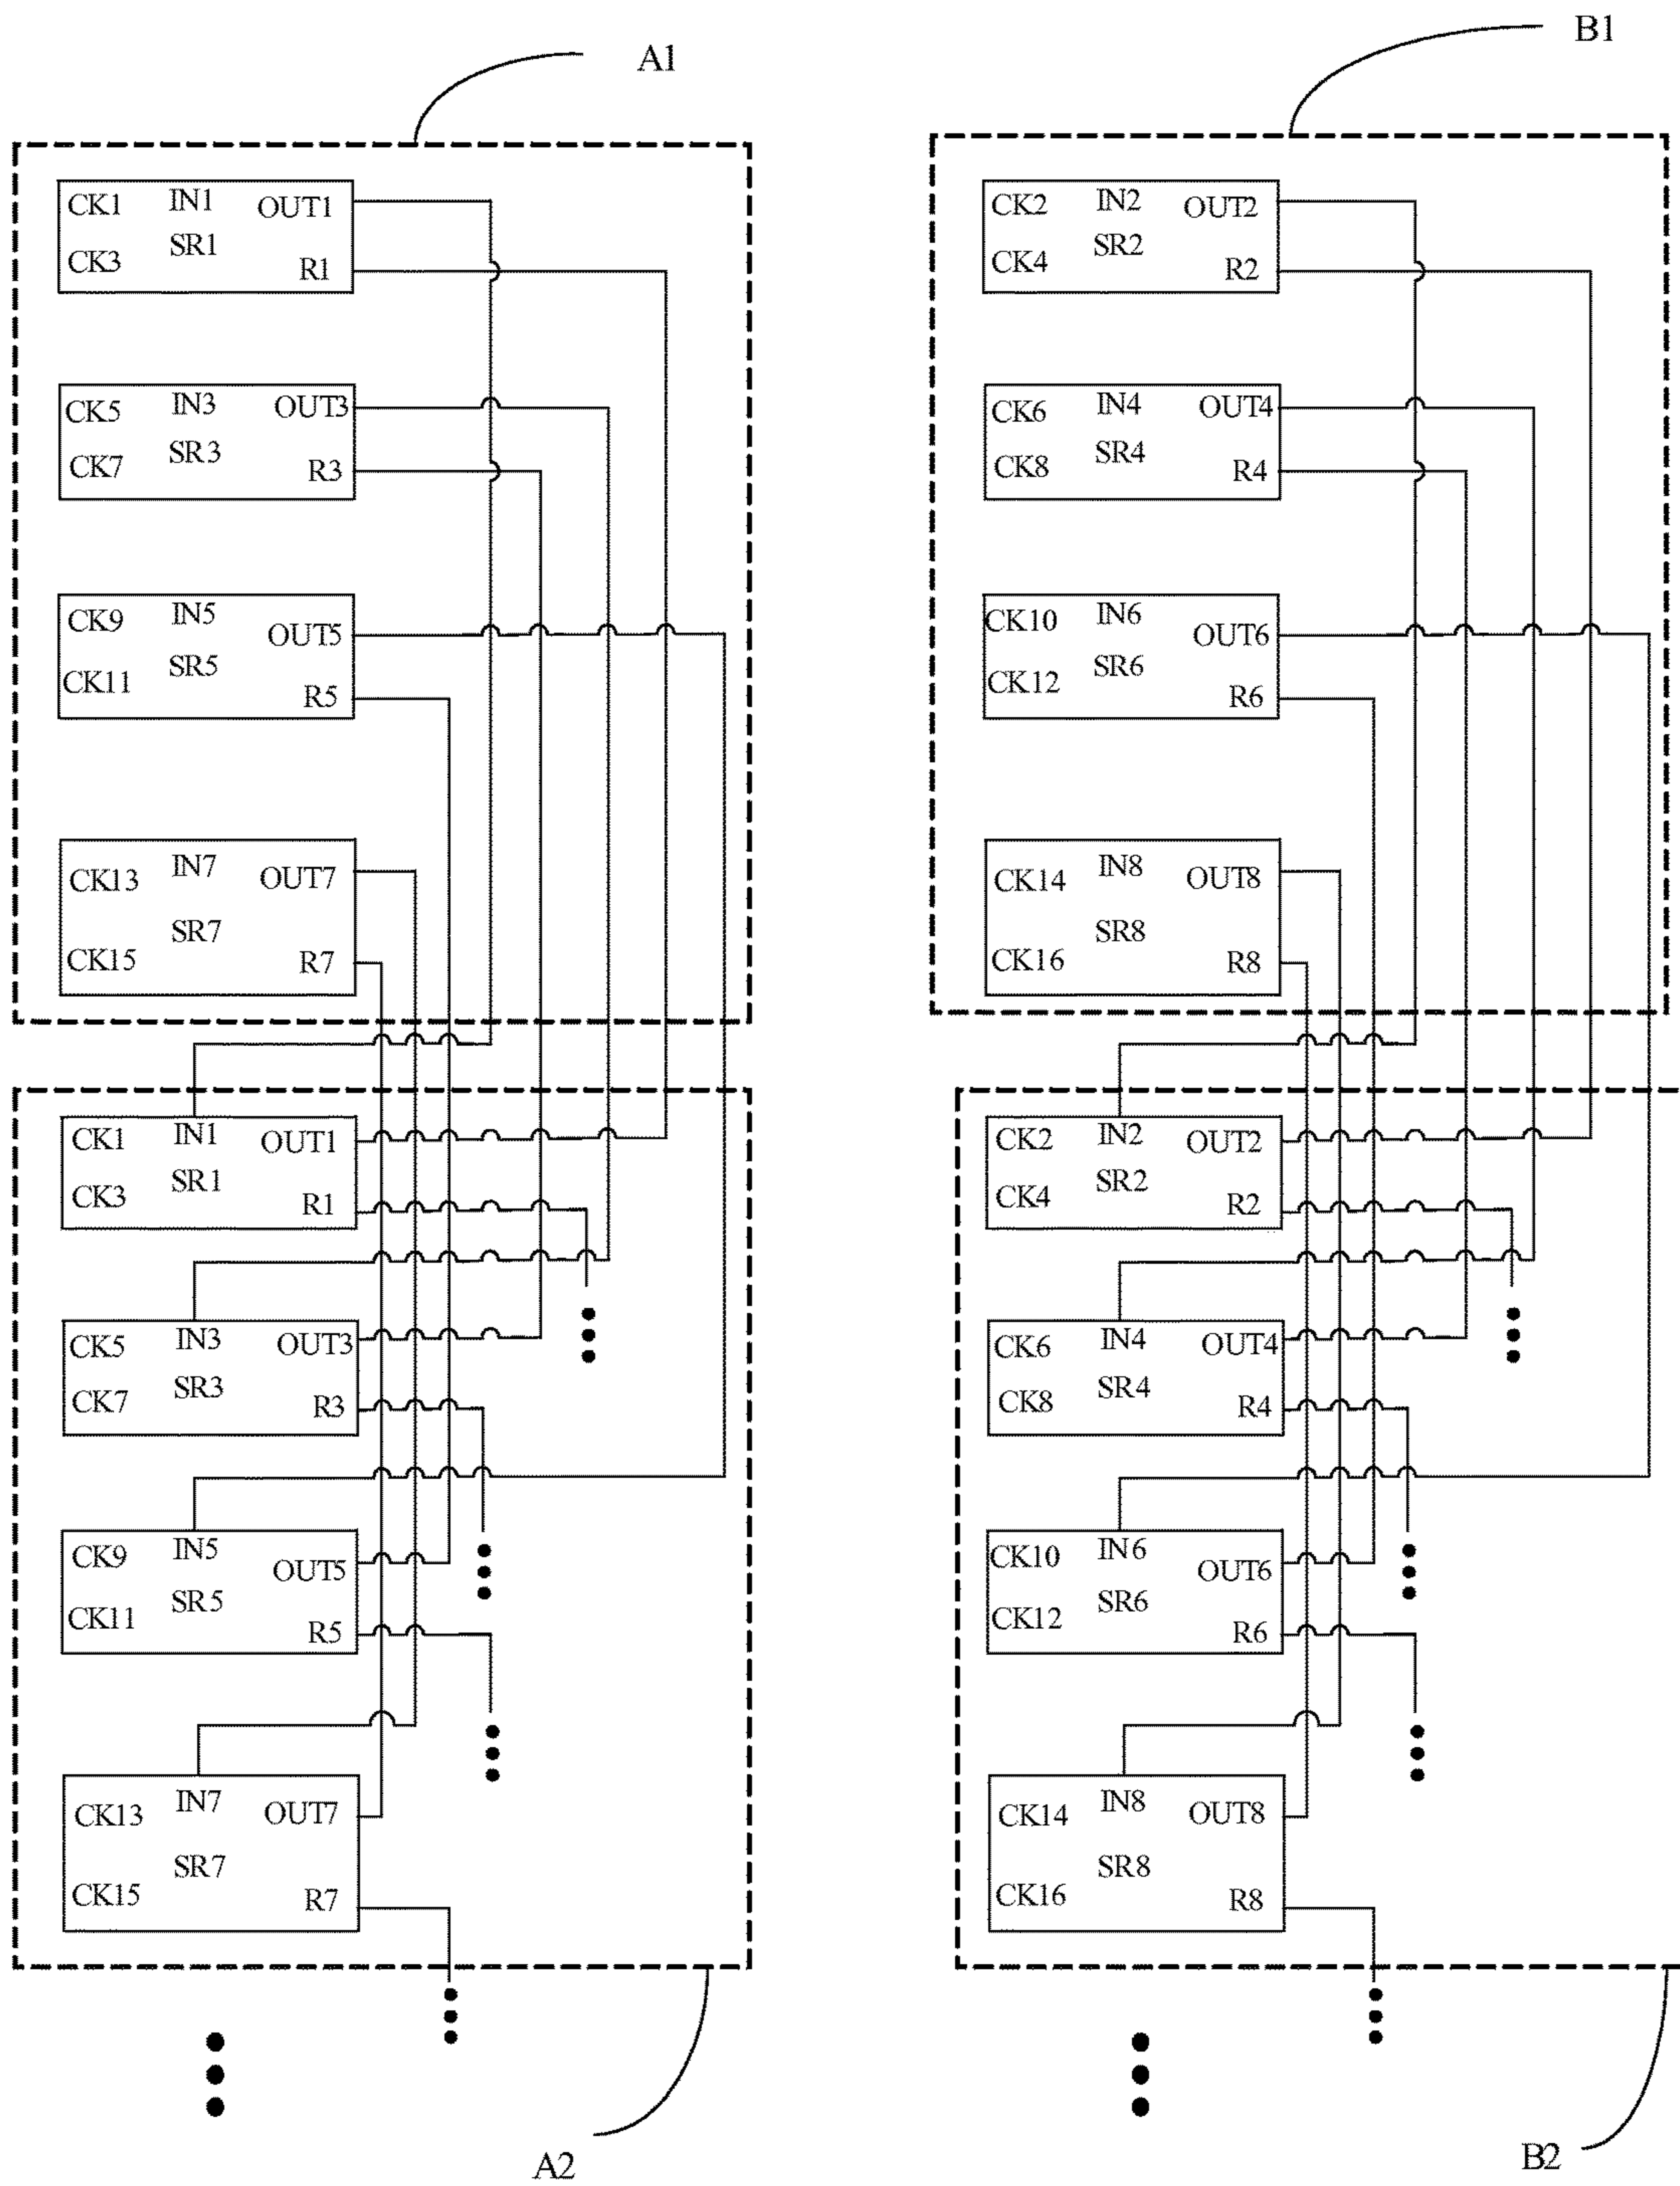 A1
B1
CK1 IN1 OUT1
SR1
CK3 R1
CK5 IN3 OUT3
SR3
CK7 R3
CK9 IN5 OUT5
SR5
CK11 R5
CK13 IN7 OUT7
SR7
CK15 R7
CK2 IN2 OUT2
SR2
CK4 R2
CK6 IN4 OUT4
SR4
CK8 R4
CK10 IN6 OUT6
SR6
CK12 R6
CK14 IN8 OUT8
SR8
CK16 R8
CK1 IN1 OUT1
SR1
CK3 R1
CK5 IN3 OUT3
SR3
CK7 R3
CK9 IN5 OUT5
SR5
CK11 R5
CK13 IN7 OUT7
SR7
CK15 R7
CK2 IN2 OUT2
SR2
CK4 R2
CK6 IN4 OUT4
SR4
CK8 R4
CK10 IN6 OUT6
SR6
CK12 R6
CK14 IN8 OUT8
SR8
CK16 R8
A2
B2